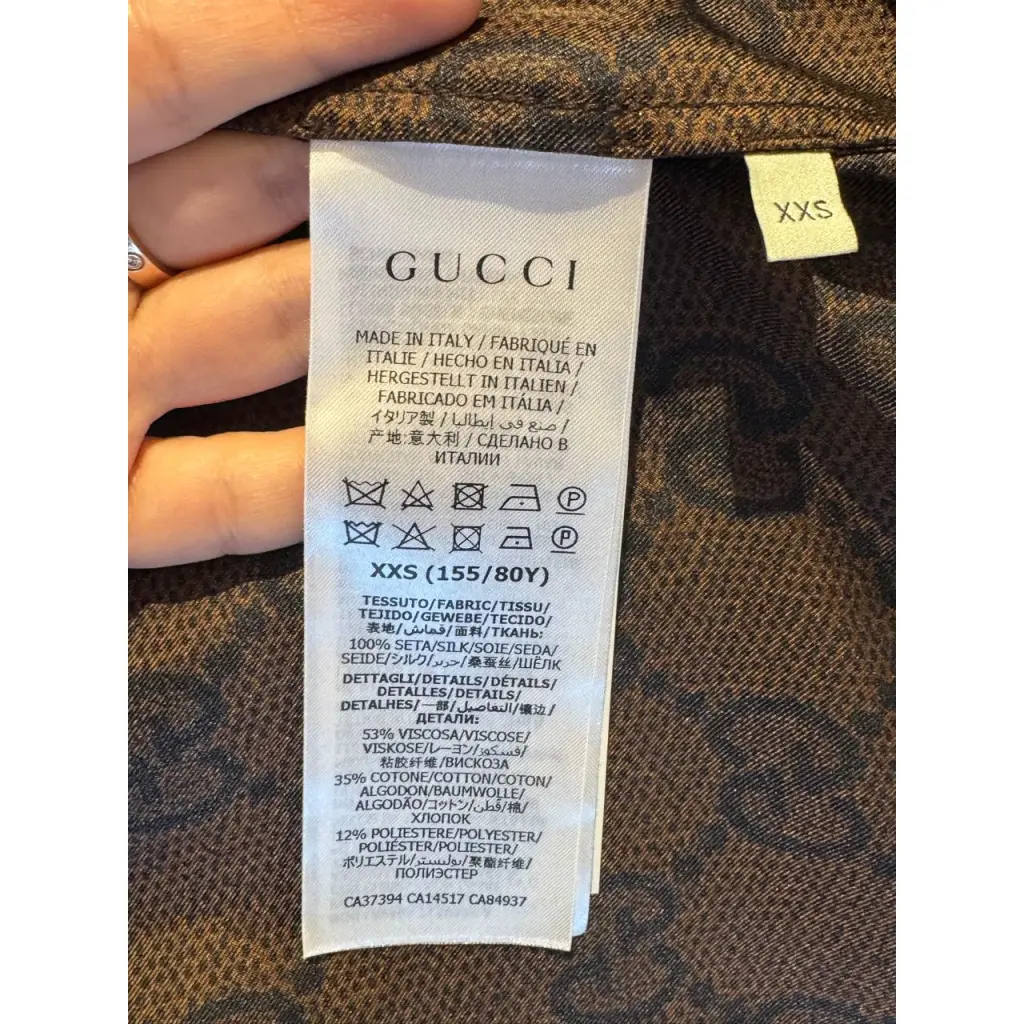 GUCCI
XXS
MADE IN ITALY / FABRIQUÉ EN
ITALIE / HECHO EN ITALIA /
HERGESTELLT IN ITALIEN /
FABRICADO EM ITÁLIA /
イタリア製 / صنع في إيطاليا /
产地:意大利 / СДЕЛАНО В
ИТАЛИИ
P
P
XXS (155/80Y)
TESSUTO/FABRIC/TISSU/
TEJIDO/GEWEBE/TECIDO/
表地/قماش/面料/ТКАНЬ:
100% SETA/SILK/SOIE/SEDA/
SEIDE/シルク/حرير/桑蚕丝/ШЁЛК
DETTAGLI/DETAILS/DÉTAILS/
DETALLES/DETAILS/
DETALHES/一部/التفاصيل/镶边/
ДЕТАЛИ:
53% VISCOSA/VISCOSE/
VISKOSE/レーヨン/فسكوز/
粘胶纤维/ВИСКОЗА
35% COTONE/COTTON/COTON/
ALGODON/BAUMWOLLE/
ALGODÃO/コットン/قطن/棉/
ХЛОПОК
12% POLIESTERE/POLYESTER/
POLIÉSTER/POLIESTER/
ポリエステル/بوليستر/聚酯纤维/
ПОЛИЭСТЕР
CA37394 CA14517 CA84937